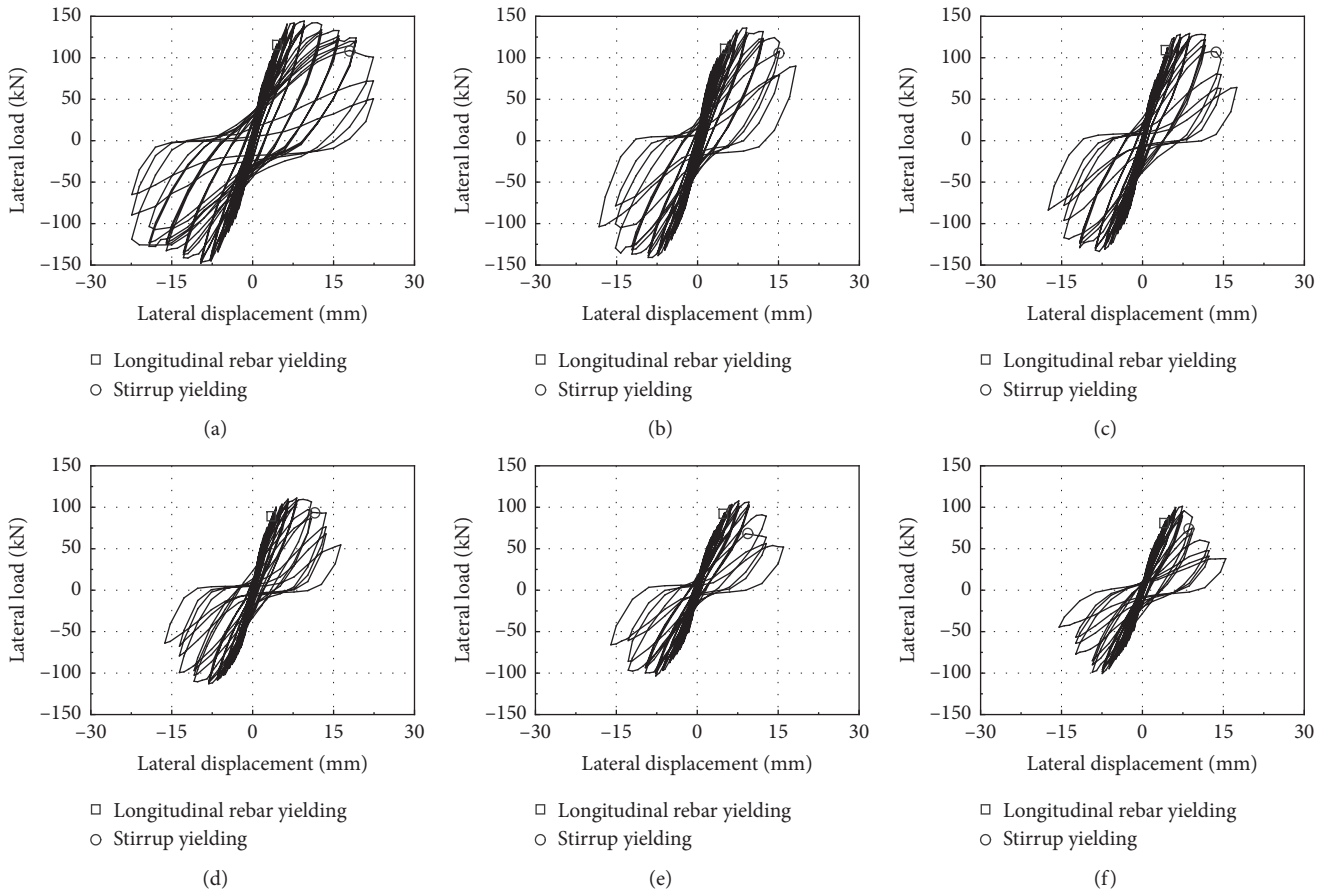 150
100
50
0
−50
−100
−150
Lateral load (kN)
−30 −15 0 15 30
Lateral displacement (mm)
Longitudinal rebar yielding
Stirrup yielding
(a)
150
100
50
0
−50
−100
−150
Lateral load (kN)
−30 −15 0 15 30
Lateral displacement (mm)
Longitudinal rebar yielding
Stirrup yielding
(b)
150
100
50
0
−50
−100
−150
Lateral load (kN)
−30 −15 0 15 30
Lateral displacement (mm)
Longitudinal rebar yielding
Stirrup yielding
(c)
150
100
50
0
−50
−100
−150
Lateral load (kN)
−30 −15 0 15 30
Lateral displacement (mm)
Longitudinal rebar yielding
Stirrup yielding
(d)
150
100
50
0
−50
−100
−150
Lateral load (kN)
−30 −15 0 15 30
Lateral displacement (mm)
Longitudinal rebar yielding
Stirrup yielding
(e)
150
100
50
0
−50
−100
−150
Lateral load (kN)
−30 −15 0 15 30
Lateral displacement (mm)
Longitudinal rebar yielding
Stirrup yielding
(f)